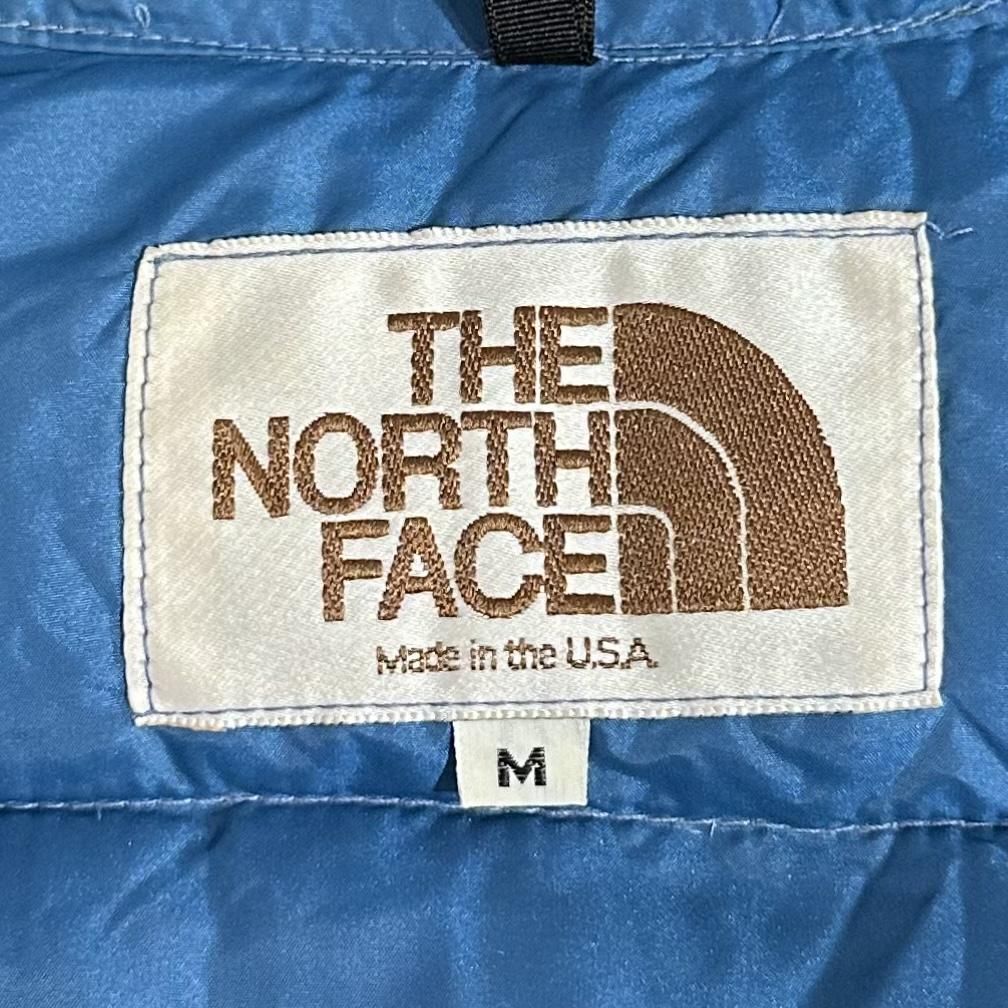 THE
NORTH
FACE
Made in the U.S.A.
M